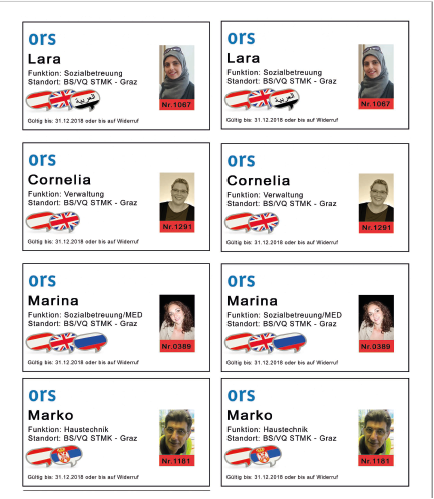 ors
Lara
Funktion: Sozialbetreuung
Standort: BS/VQ STMK - Graz
العربية
Nr.1067
Gültig bis: 31.12.2018 oder bis auf Widerruf
ors
Lara
Funktion: Sozialbetreuung
Standort: BS/VQ STMK - Graz
العربية
Nr.1067
Gültig bis: 31.12.2018 oder bis auf Widerruf
ors
Cornelia
Funktion: Verwaltung
Standort: BS/VQ STMK - Graz
Nr.1291
Gültig bis: 31.12.2018 oder bis auf Widerruf
ors
Cornelia
Funktion: Verwaltung
Standort: BS/VQ STMK - Graz
Nr.1291
Gültig bis: 31.12.2018 oder bis auf Widerruf
ors
Marina
Funktion: Sozialbetreuung/MED
Standort: BS/VQ STMK - Graz
Nr.0389
Gültig bis: 31.12.2018 oder bis auf Widerruf
ors
Marina
Funktion: Sozialbetreuung/MED
Standort: BS/VQ STMK - Graz
Nr.0389
Gültig bis: 31.12.2018 oder bis auf Widerruf
ors
Marko
Funktion: Haustechnik
Standort: BS/VQ STMK - Graz
Nr.1181
Gültig bis: 31.12.2018 oder bis auf Widerruf
ors
Marko
Funktion: Haustechnik
Standort: BS/VQ STMK - Graz
Nr.1181
Gültig bis: 31.12.2018 oder bis auf Widerruf